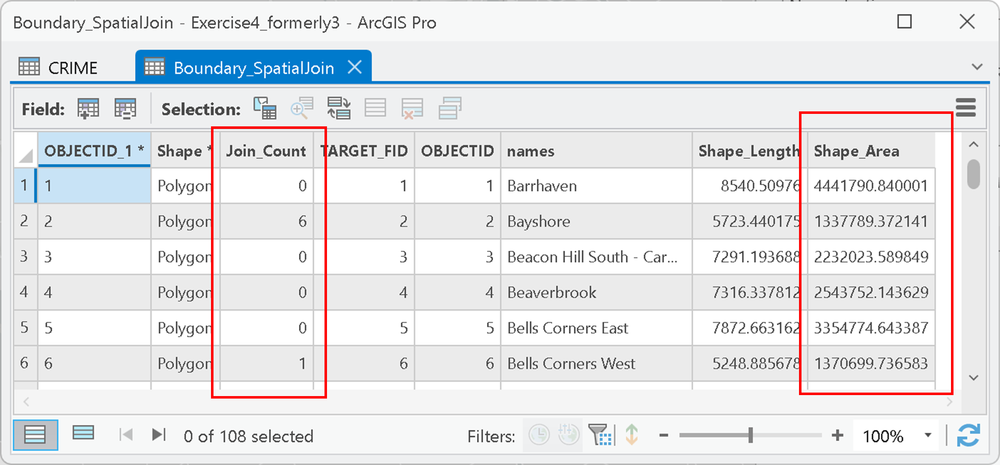 Boundary_SpatialJoin - Exercise4_formerly3 - ArcGIS Pro
CRIME Boundary_SpatialJoin
Field: Selection:
OBJECTID_1 * Shape * Join_Count TARGET_FID OBJECTID names Shape_Length Shape_Area
1 1 Polygon 0 1 1 Barrhaven 8540.50976 4441790.840001
2 2 Polygon 6 2 2 Bayshore 5723.440175 1337789.372141
3 3 Polygon 0 3 3 Beacon Hill South - Car... 7291.193688 2232023.589849
4 4 Polygon 0 4 4 Beaverbrook 7316.337812 2543752.143629
5 5 Polygon 0 5 5 Bells Corners East 7872.663162 3354774.643387
6 6 Polygon 1 6 6 Bells Corners West 5248.885678 1370699.736583
0 of 108 selected Filters: 100%